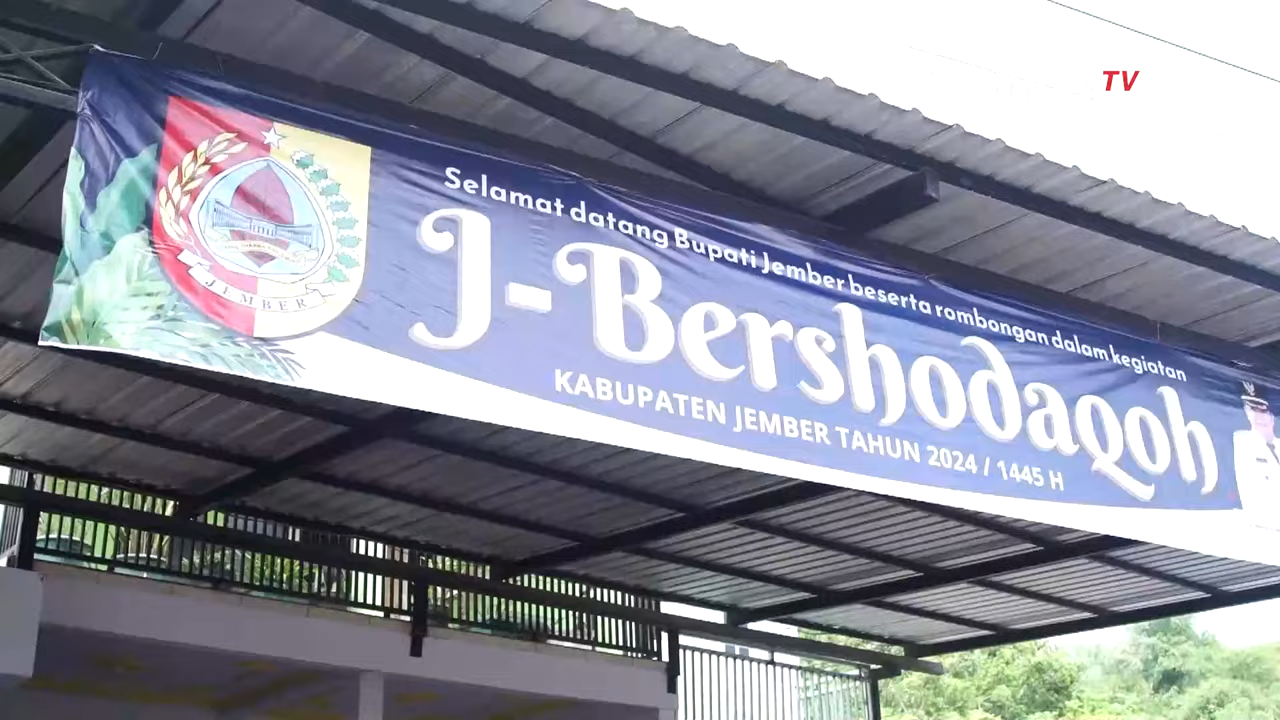 TV
JEMBER
Selamat datang Bupati Jember beserta rombongan dalam kegiatan
J-Bershodaqoh
KABUPATEN JEMBER TAHUN 2024 / 1445 H